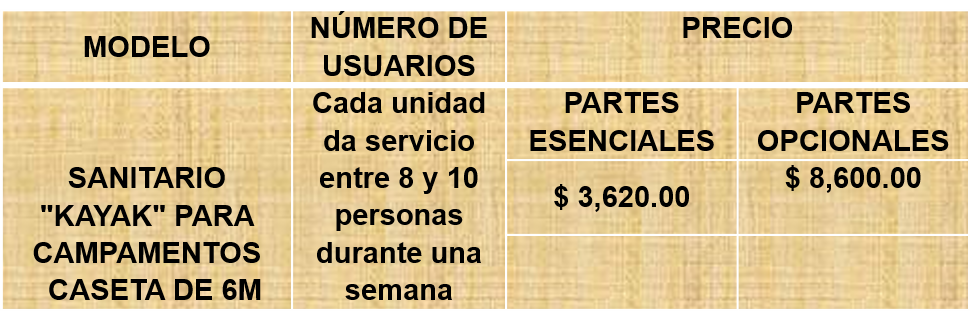 MODELO
NÚMERO DE
USUARIOS
PRECIO
SANITARIO
"KAYAK" PARA
CAMPAMENTOS
CASETA DE 6M
Cada unidad
da servicio
entre 8 y 10
personas
durante una
semana
PARTES
ESENCIALES
PARTES
OPCIONALES
$ 3,620.00
$ 8,600.00